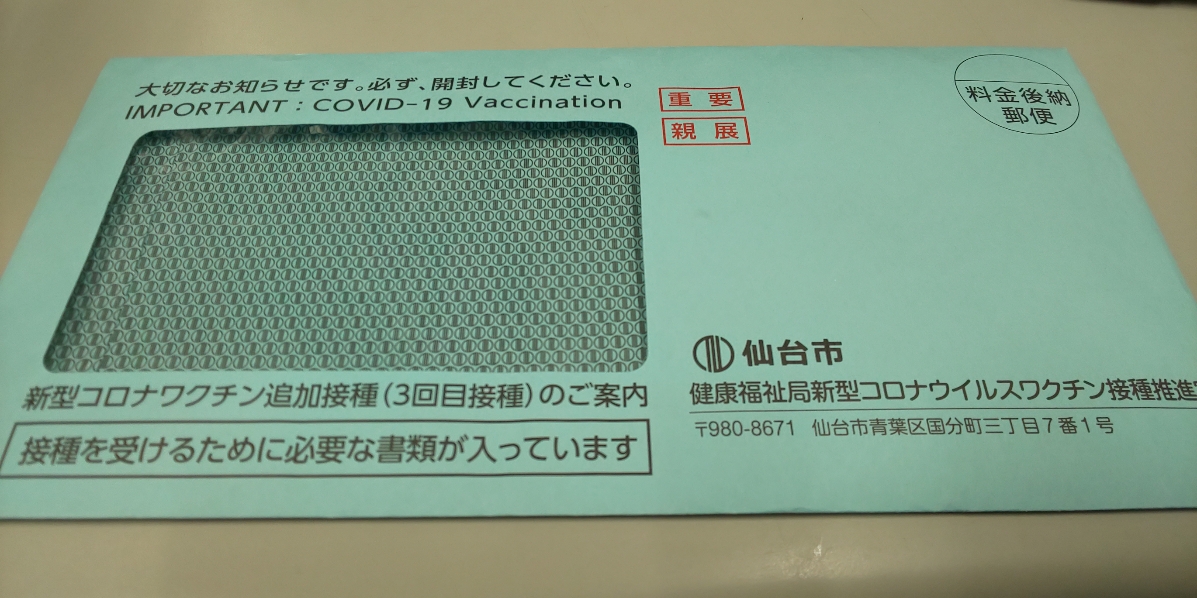 大切なお知らせです。必ず、開封してください。
IMPORTANT：COVID-19 Vaccination
重要
親展
料金後納
郵便
新型コロナワクチン追加接種（3回目接種）のご案内
接種を受けるために必要な書類が入っています
仙台市
健康福祉局新型コロナウイルスワクチン接種推進
〒980-8671 仙台市青葉区国分町三丁目7番1号